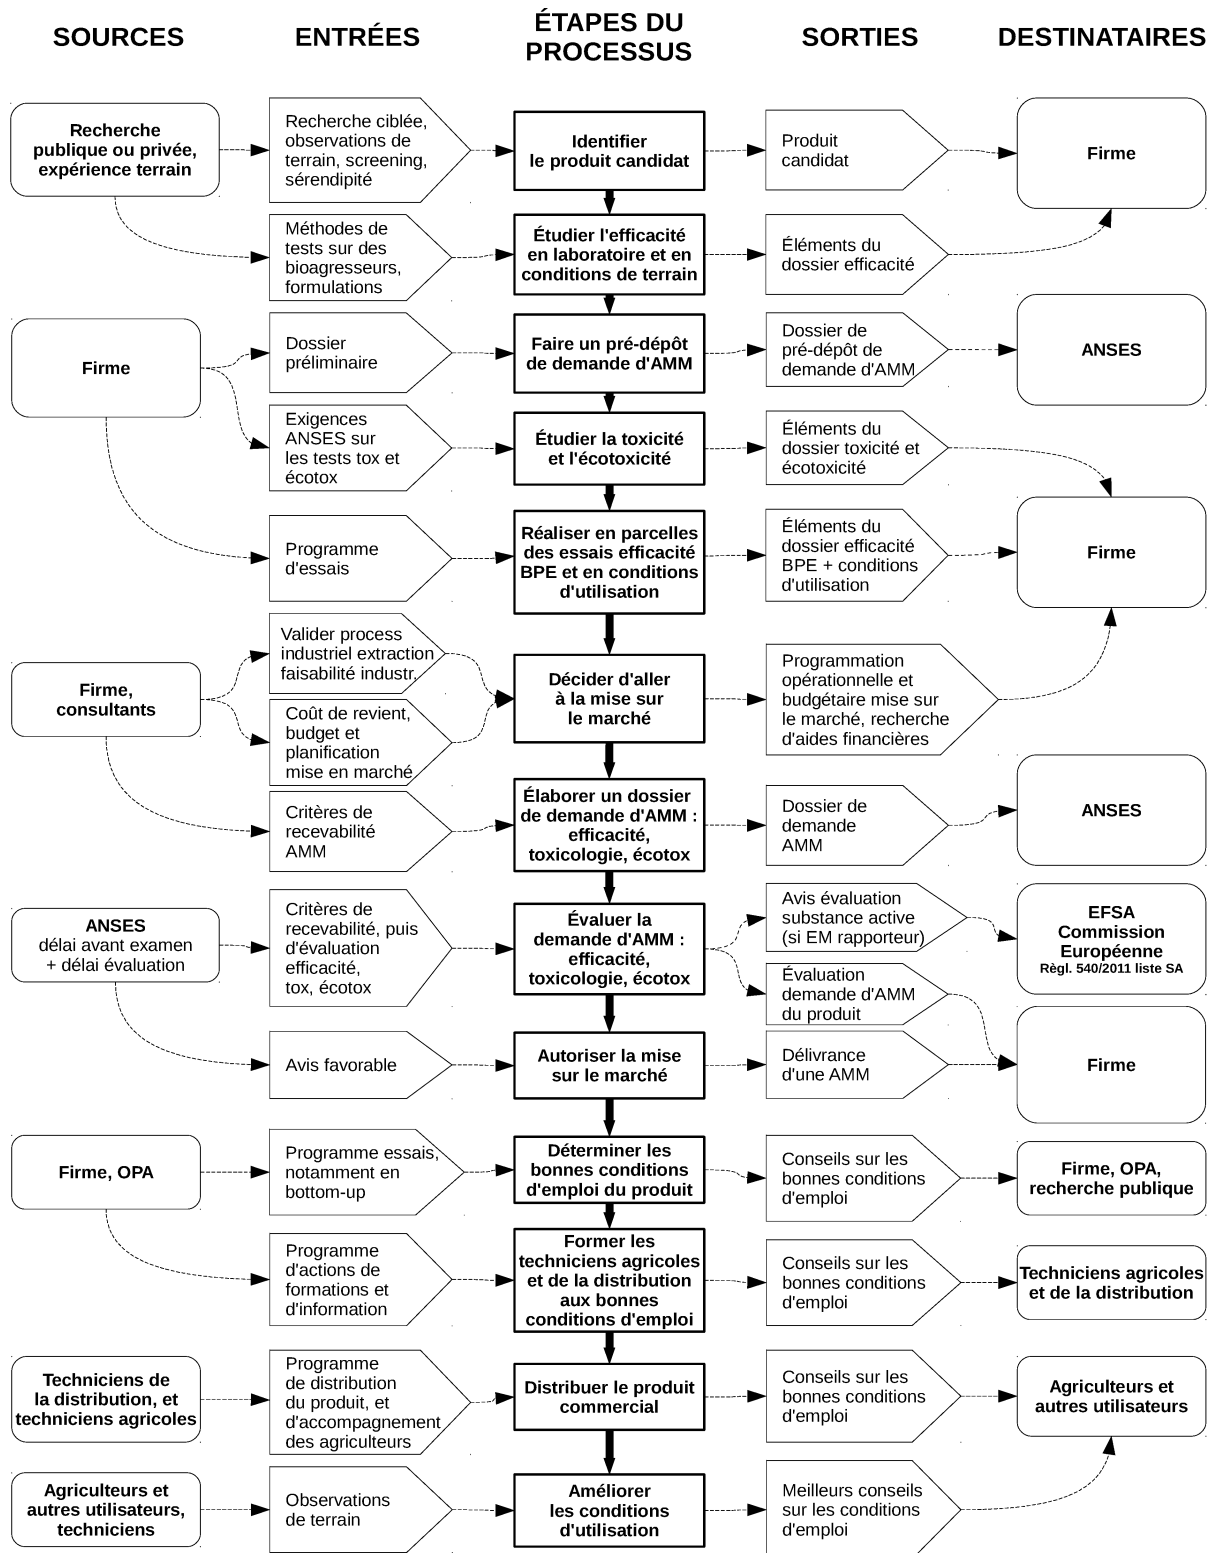 SOURCES
ENTRÉES
ÉTAPES DU
PROCESSUS
SORTIES
DESTINATAIRES
Recherche
publique ou privée,
expérience terrain
Recherche ciblée,
observations de
terrain, screening,
sérendipité
Identifier
le produit candidat
Produit
candidat
Firme
Méthodes de
tests sur des
bioagresseurs,
formulations
Étudier l'efficacité
en laboratoire et en
conditions de terrain
Éléments du
dossier efficacité
Firme
Dossier
préliminaire
Faire un pré-dépôt
de demande d'AMM
Dossier de
pré-dépôt de
demande d'AMM
ANSES
Exigences
ANSES sur
les tests tox et
écotox
Étudier la toxicité
et l'écotoxicité
Éléments du
dossier toxicité et
écotoxicité
Programme
d'essais
Réaliser en parcelles
des essais efficacité
BPE et en conditions
d'utilisation
Éléments du
dossier efficacité
BPE + conditions
d'utilisation
Firme
Firme,
consultants
Valider process
industriel extraction
faisabilité industr.
Coût de revient,
budget et
planification
mise en marché
Décider d'aller
à la mise sur
le marché
Programmation
opérationnelle et
budgétaire mise sur
le marché, recherche
d'aides financières
Critères de
recevabilité
AMM
Élaborer un dossier
de demande d'AMM :
efficacité,
toxicologie, écotox
Dossier de
demande
AMM
ANSES
ANSES
délai avant examen
+ délai évaluation
Critères de
recevabilité, puis
d'évaluation
efficacité,
tox, écotox
Évaluer la
demande d'AMM :
efficacité,
toxicologie, écotox
Avis évaluation
substance active
(si EM rapporteur)
EFSA
Commission
Européenne
Règl. 540/2011 liste SA
Évaluation
demande d'AMM
du produit
Avis favorable
Autoriser la mise
sur le marché
Délivrance
d'une AMM
Firme
Firme, OPA
Programme essais,
notamment en
bottom-up
Déterminer les
bonnes conditions
d'emploi du produit
Conseils sur les
bonnes conditions
d'emploi
Firme, OPA,
recherche publique
Programme
d'actions de
formations et
d'information
Former les
techniciens agricoles
et de la distribution
aux bonnes
conditions d'emploi
Conseils sur les
bonnes conditions
d'emploi
Techniciens agricoles
et de la distribution
Techniciens de
la distribution, et
techniciens agricoles
Programme
de distribution
du produit, et
d'accompagnement
des agriculteurs
Distribuer le produit
commercial
Conseils sur les
bonnes conditions
d'emploi
Agriculteurs et
autres utilisateurs
Agriculteurs et
autres utilisateurs,
techniciens
Observations
de terrain
Améliorer
les conditions
d'utilisation
Meilleurs conseils
sur les conditions
d'emploi